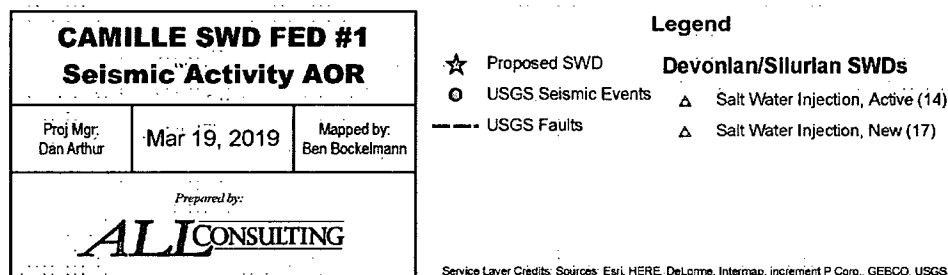 CAMILLE SWD FED #1
Seismic Activity AOR
Proj Mgr:
Dan Arthur
Mar 19, 2019
Mapped by:
Ben Bockelmann
Prepared by:
ALL CONSULTING
Legend
Proposed SWD
USGS Seismic Events
USGS Faults
Devonian/Silurian SWDs
Salt Water Injection, Active (14)
Salt Water Injection, New (17)
Service Layer Credits: Sources: Esri, HERE, DeLorme, Intermap, increment P Corp., GEBCO, USGS